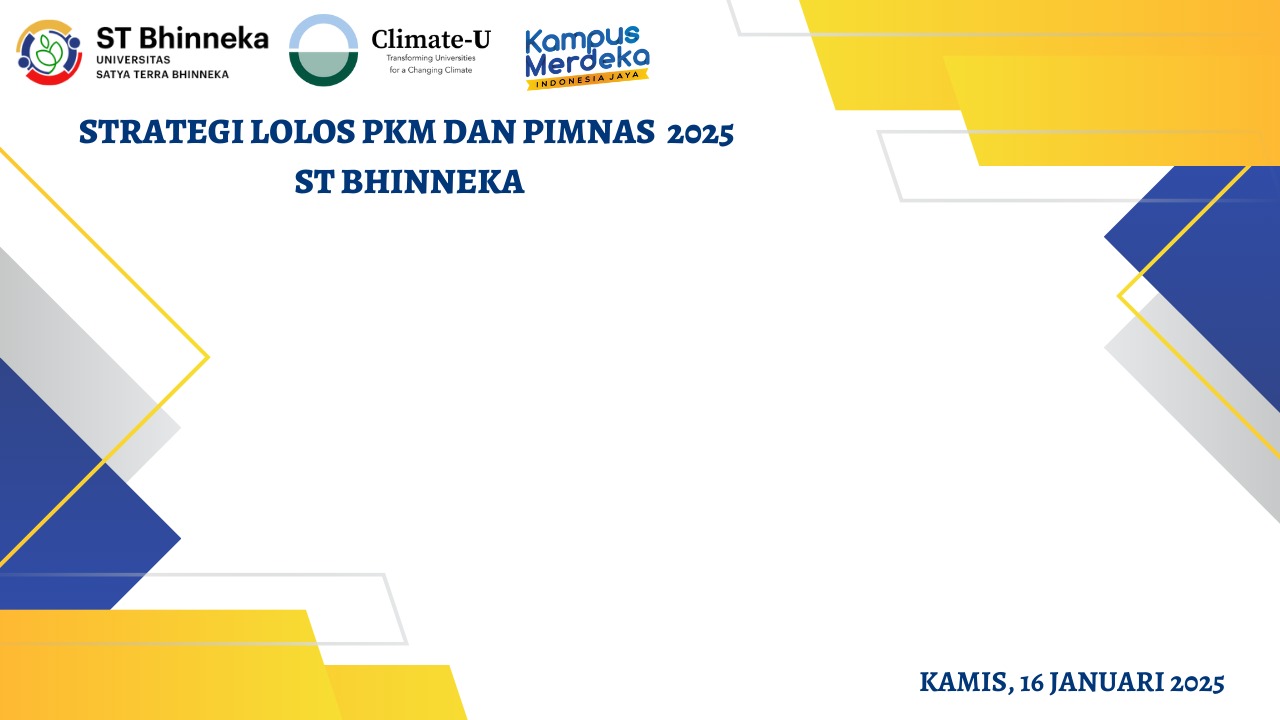 ST Bhinneka
UNIVERSITAS
SATYA TERRA BHINNEKA
Climate-U
Transforming Universities
for a Changing Climate
Kampus
Merdeka
INDONESIA JAYA
STRATEGI LOLOS PKM DAN PIMNAS 2025
ST BHINNEKA
KAMIS, 16 JANUARI 2025